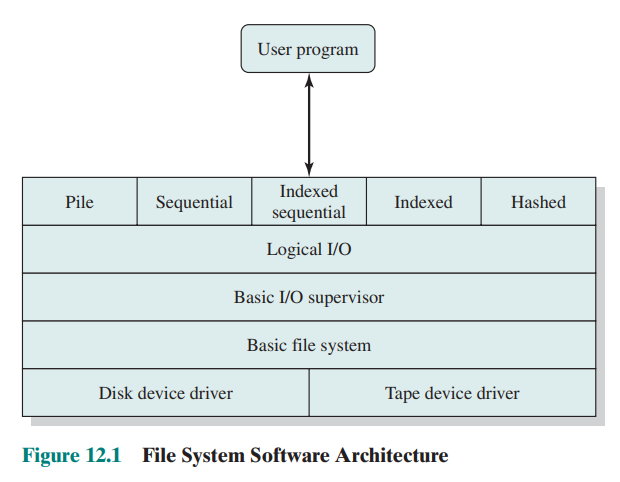 User program
Pile
Sequential
Indexed
sequential
Indexed
Hashed
Logical I/O
Basic I/O supervisor
Basic file system
Disk device driver
Tape device driver
Figure 12.1 File System Software Architecture